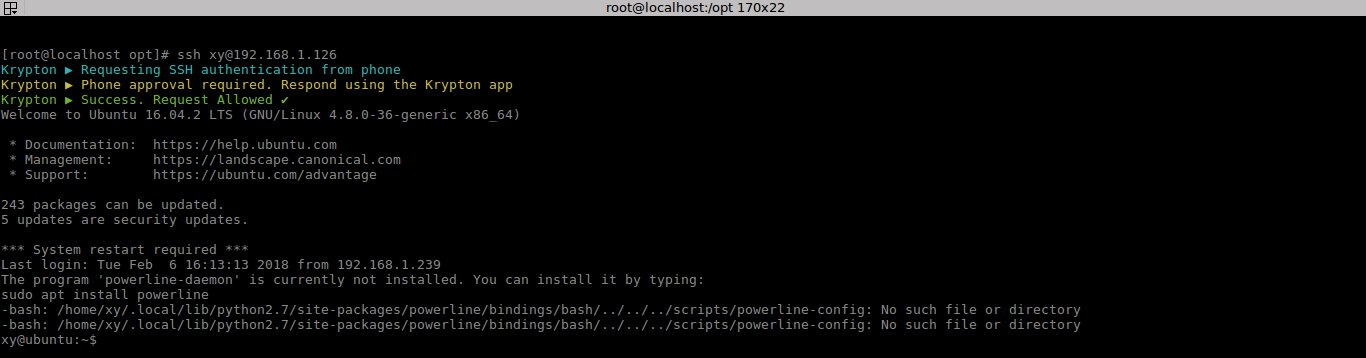 root@localhost:/opt 170x22
[root@localhost opt]# ssh xy@192.168.1.126
Krypton ▶ Requesting SSH authentication from phone
Krypton ▶ Phone approval required. Respond using the Krypton app
Krypton ▶ Success. Request Allowed ✔
Welcome to Ubuntu 16.04.2 LTS (GNU/Linux 4.8.0-36-generic x86_64)
* Documentation:  https://help.ubuntu.com
* Management:     https://landscape.canonical.com
* Support:        https://ubuntu.com/advantage
243 packages can be updated.
5 updates are security updates.
*** System restart required ***
Last login: Tue Feb  6 16:13:13 2018 from 192.168.1.239
The program 'powerline-daemon' is currently not installed. You can install it by typing:
sudo apt install powerline
-bash: /home/xy/.local/lib/python2.7/site-packages/powerline/bindings/bash/../../../scripts/powerline-config: No such file or directory
-bash: /home/xy/.local/lib/python2.7/site-packages/powerline/bindings/bash/../../../scripts/powerline-config: No such file or directory
xy@ubuntu:~$